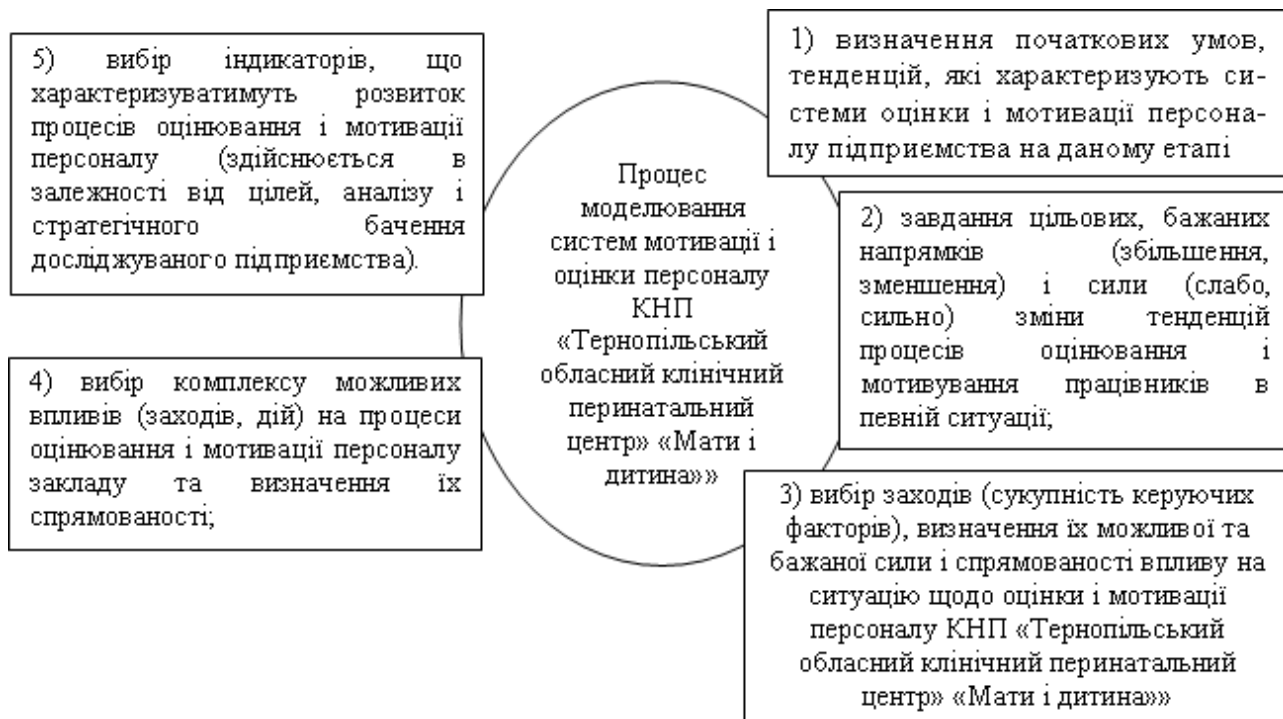 5) вибір індикаторів, що
характеризуватимуть розвиток
процесів оцінювання і мотивації
персоналу (здійснюється в
залежності від цілей, аналізу і
стратегічного бачення
досліджуваного підприємства).
1) визначення початкових умов,
тенденцій, які характеризують си-
стеми оцінки і мотивації персона-
лу підприємства на даному етапі
Процес
моделювання
систем мотивації і
оцінки персоналу
КНП
«Тернопільський
обласний клінічний
перинатальний
центр» «Мати і
дитина»»
2) завдання цільових, бажаних
напрямків (збільшення,
зменшення) і сили (слабо,
сильно) зміни тенденцій
процесів оцінювання і
мотивування працівників в
певній ситуації;
4) вибір комплексу можливих
впливів (заходів, дій) на процеси
оцінювання і мотивації персоналу
закладу та визначення їх
спрямованості;
3) вибір заходів (сукупність керуючих
факторів), визначення їх можливої та
бажаної сили і спрямованості впливу на
ситуацію щодо оцінки і мотивації
персоналу КНП «Тернопільський
обласний клінічний перинатальний
центр» «Мати і дитина»»